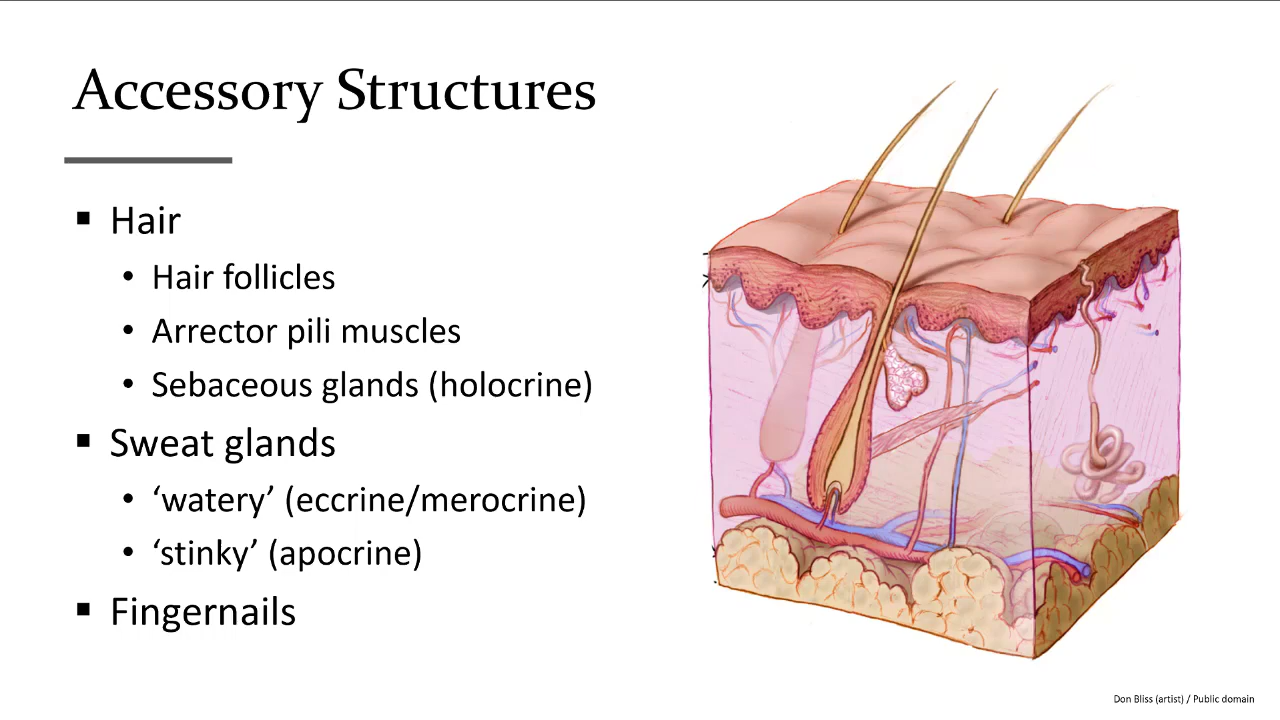 Accessory Structures
▪ Hair
• Hair follicles
• Arrector pili muscles
• Sebaceous glands (holocrine)
▪ Sweat glands
• ‘watery’ (eccrine/merocrine)
• ‘stinky’ (apocrine)
▪ Fingernails
Don Bliss (artist) / Public domain